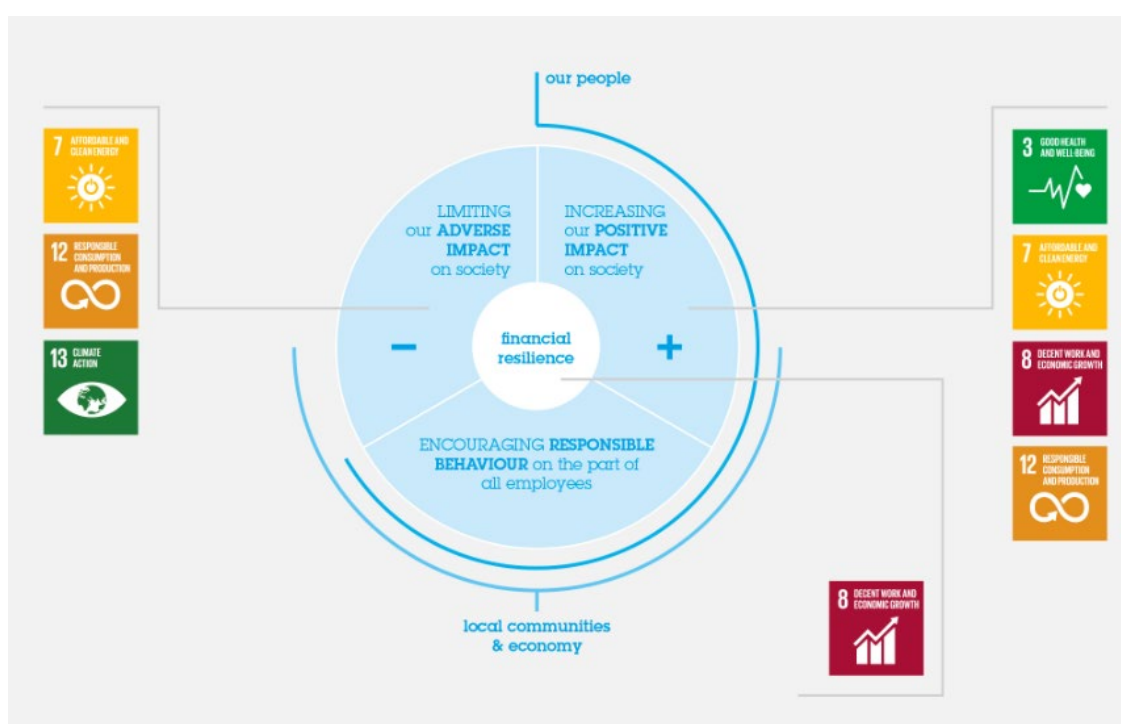 our people
7 AFFORDABLE AND
CLEAN ENERGY
12 RESPONSIBLE
CONSUMPTION
AND PRODUCTION
13 CLIMATE
ACTION
LIMITING
our ADVERSE
IMPACT
on society
INCREASING
our POSITIVE
IMPACT
on society
financial
resilience
ENCOURAGING RESPONSIBLE
BEHAVIOUR on the part of
all employees
local communities
& economy
3 GOOD HEALTH
AND WELL-BEING
7 AFFORDABLE AND
CLEAN ENERGY
8 DECENT WORK AND
ECONOMIC GROWTH
12 RESPONSIBLE
CONSUMPTION
AND PRODUCTION
8 DECENT WORK AND
ECONOMIC GROWTH